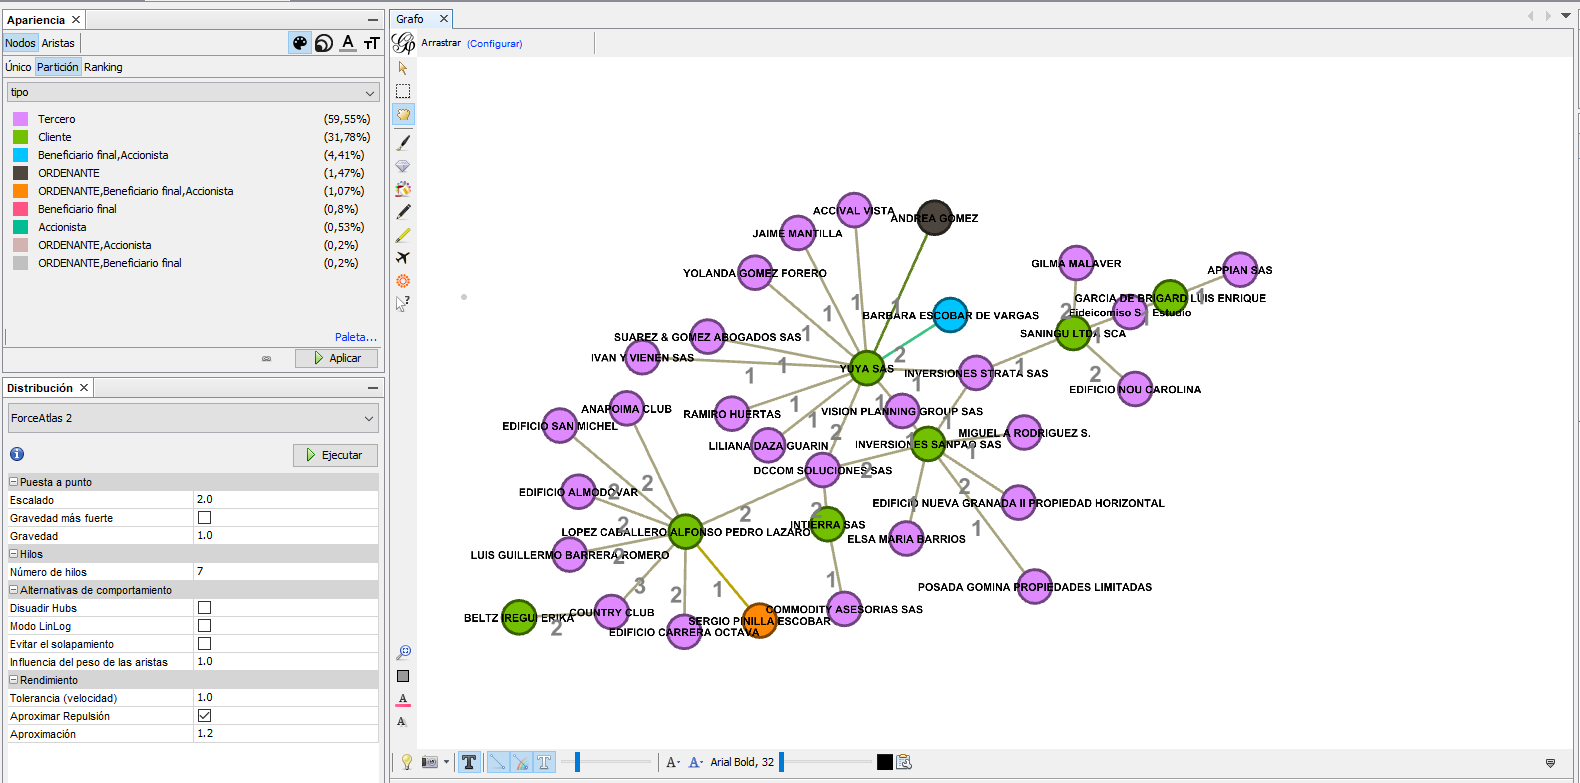 Apariencia
Nodos Aristas
Único Partición Ranking
tipo
Tercero (59,55%)
Cliente (31,78%)
Beneficiario final,Accionista (4,41%)
ORDENANTE (1,47%)
ORDENANTE,Beneficiario final,Accionista (1,07%)
Beneficiario final (0,8%)
Accionista (0,53%)
ORDENANTE,Accionista (0,2%)
ORDENANTE,Beneficiario final (0,2%)
Paleta...
Aplicar
Distribución
ForceAtlas 2
Ejecutar
Puesta a punto
Escalado 2.0
Gravedad más fuerte
Gravedad 1.0
Hilos
Número de hilos 7
Alternativas de comportamiento
Disuadir Hubs
Modo LinLog
Evitar el solapamiento
Influencia del peso de las aristas 1.0
Rendimiento
Tolerancia (velocidad) 1.0
Aproximar Repulsión
Aproximación 1.2
Grafo
Arrastrar (Configurar)
ACCIVAL VISTA
ANDREA GOMEZ
JAIME MANTILLA
YOLANDA GOMEZ FORERO
GILMA MALAVER
APPIAN SAS
GARCIA DE BRIGARD LUIS ENRIQUE
Fideicomiso S. Estudio
BARBARA ESCOBAR DE VARGAS
SANINGU LTDA SCA
SUAREZ & GOMEZ ABOGADOS SAS
IVAN Y VIENEN SAS
YUYA SAS
INVERSIONES STRATA SAS
EDIFICIO NOU CAROLINA
ANAPOIMA CLUB
RAMIRO HUERTAS
VISION PLANNING GROUP SAS
EDIFICIO SAN MICHEL
MIGUEL A RODRIGUEZ S.
LILIANA DAZA GUARIN
INVERSIONES SANPAO SAS
DCCOM SOLUCIONES SAS
EDIFICIO ALMODOVAR
EDIFICIO NUEVA GRANADA II PROPIEDAD HORIZONTAL
INTIERRA SAS
LOPEZ CABALLERO ALFONSO PEDRO LAZARO
ELSA MARIA BARRIOS
LUIS GUILLERMO BARRERA ROMERO
POSADA GOMINA PROPIEDADES LIMITADAS
COMMODITY ASESORIAS SAS
COUNTRY CLUB
BELTZ IREGUI ERIKA
SERGIO PINILLA ESCOBAR
EDIFICIO CARRERA OCTAVA
Arial Bold, 32